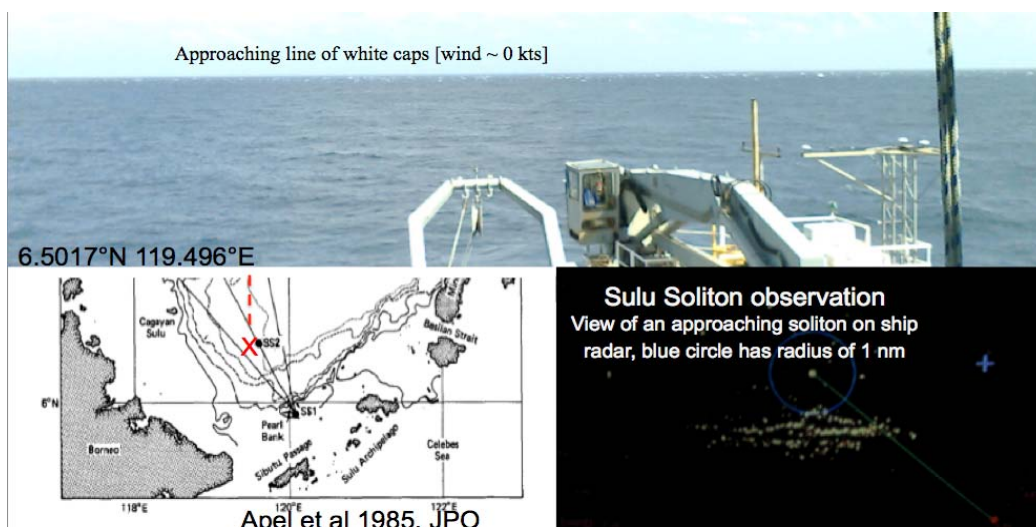 Approaching line of white caps [wind ~ 0 kts]
6.5017°N 119.496°E
Sulu Soliton observation
View of an approaching soliton on ship
radar, blue circle has radius of 1 nm
Cagayan
Sulu
X
SS2
Basilan Strait
6°N
SS1
Pearl
Bank
Borneo
Sibutu Passage
Sulu Archipelago
Celebes
Sea
118°E
120°E
122°E
Apel et al 1985, JPO